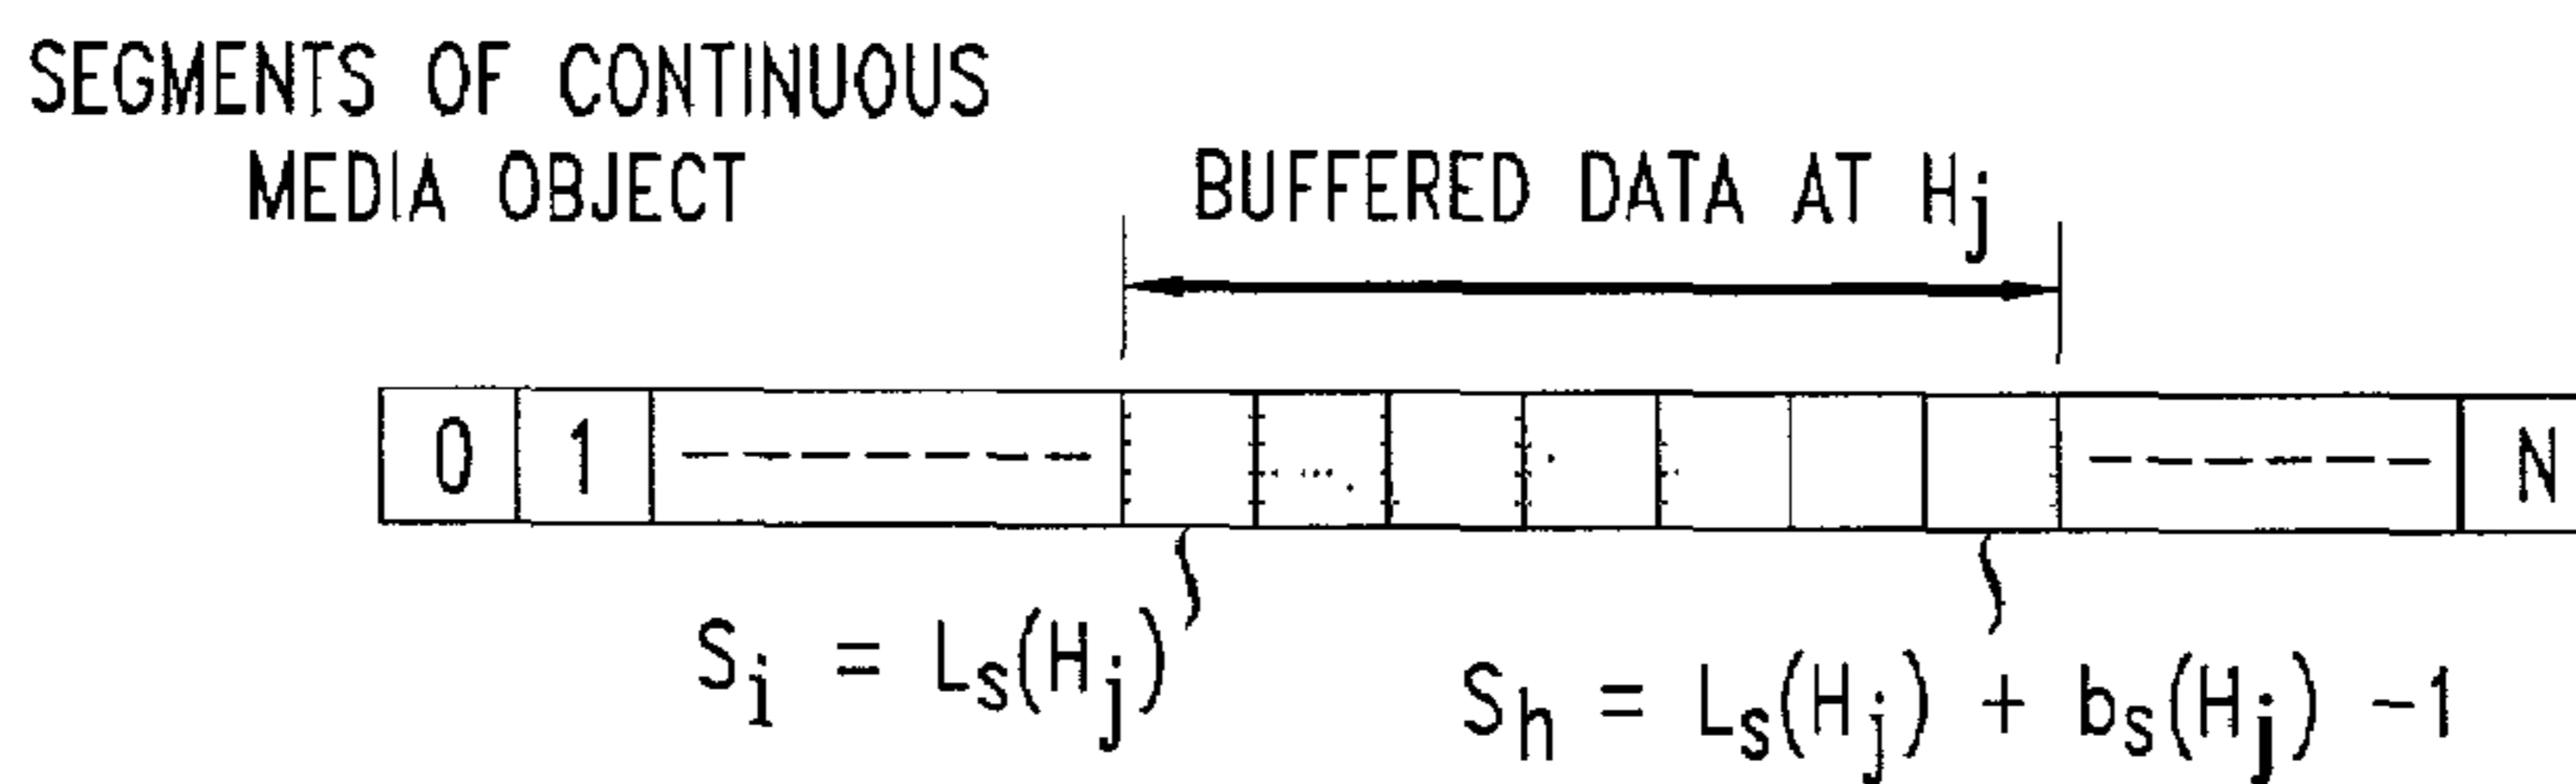 SEGMENTS OF CONTINUOUS
MEDIA OBJECT
BUFFERED DATA AT Hj
0 1 N
Si = Ls(Hj)
Sh = Ls(Hj) + bs(Hj) -1